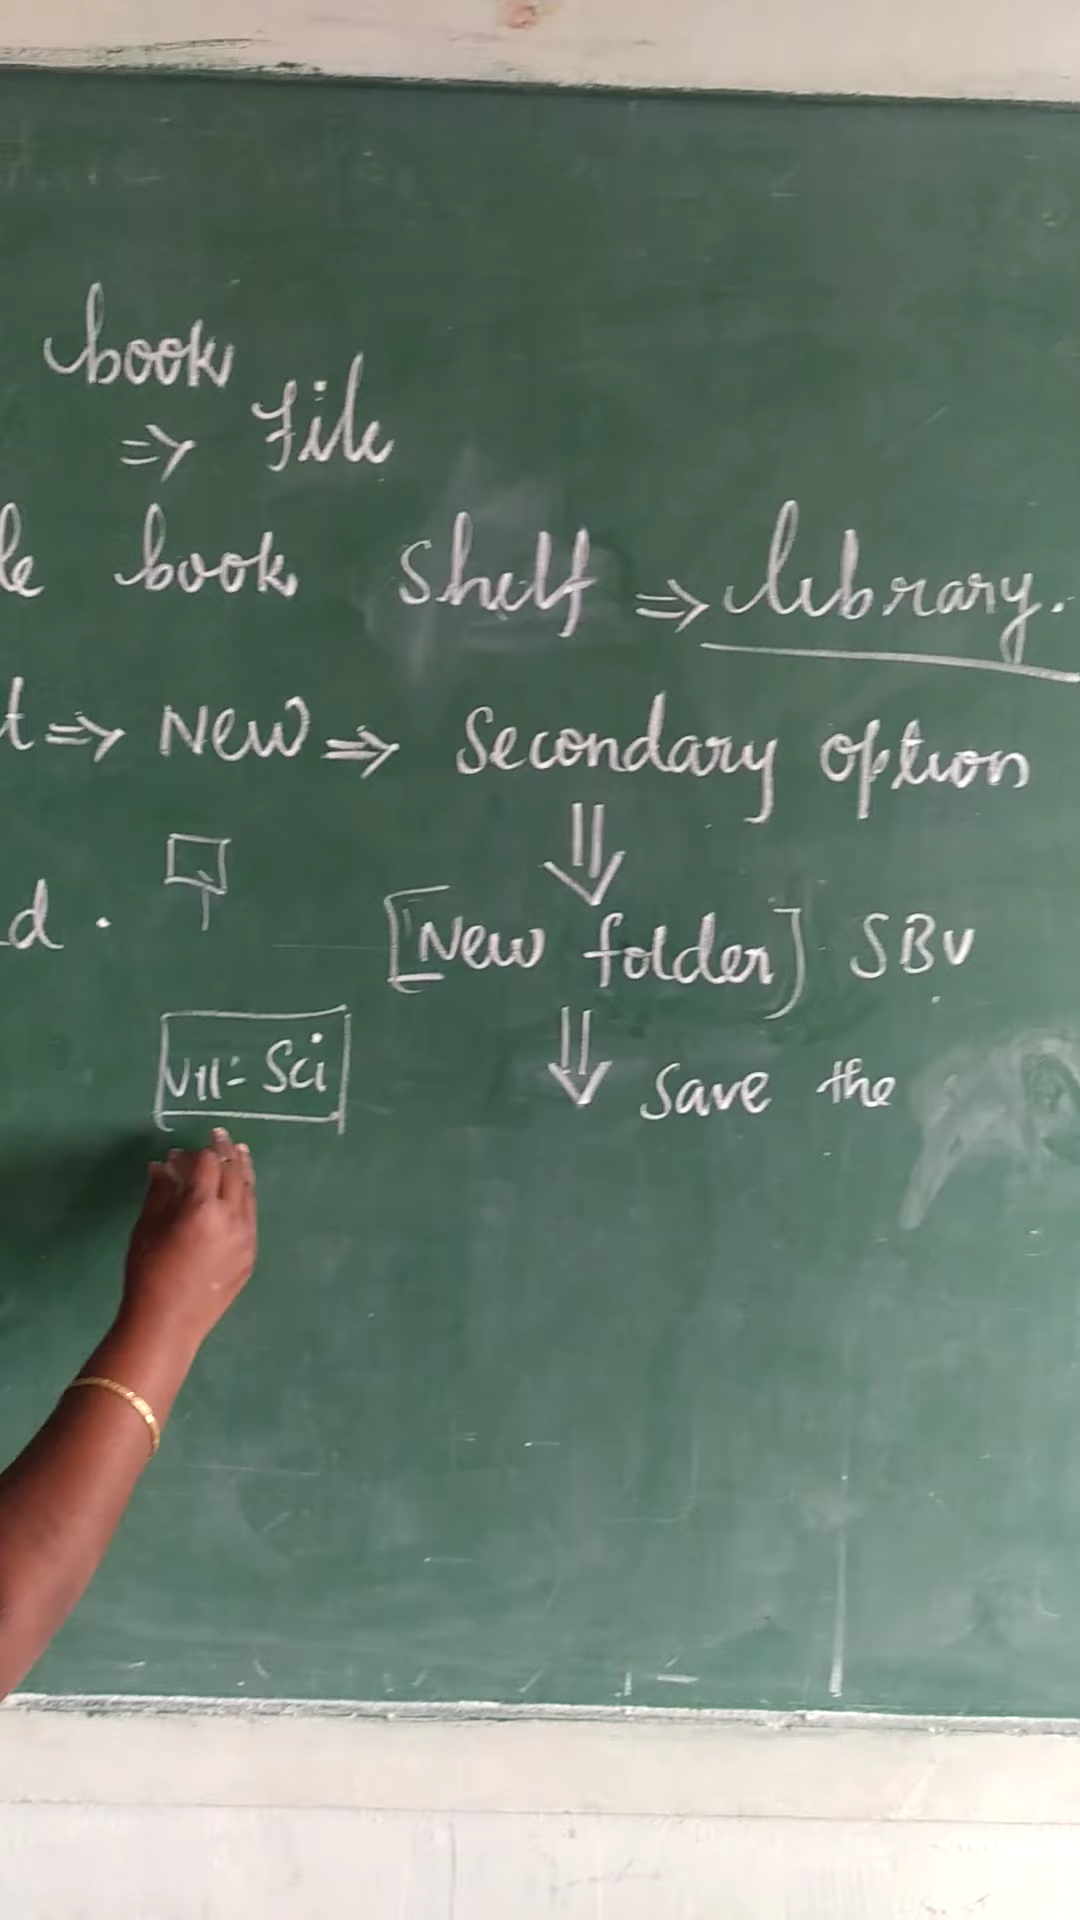 book
⇒ File
le book Shelf ⇒ library.
t ⇒ New ⇒ Secondary option
⇓
d . [New folder] SBV
VII - Sci
⇓ Save the